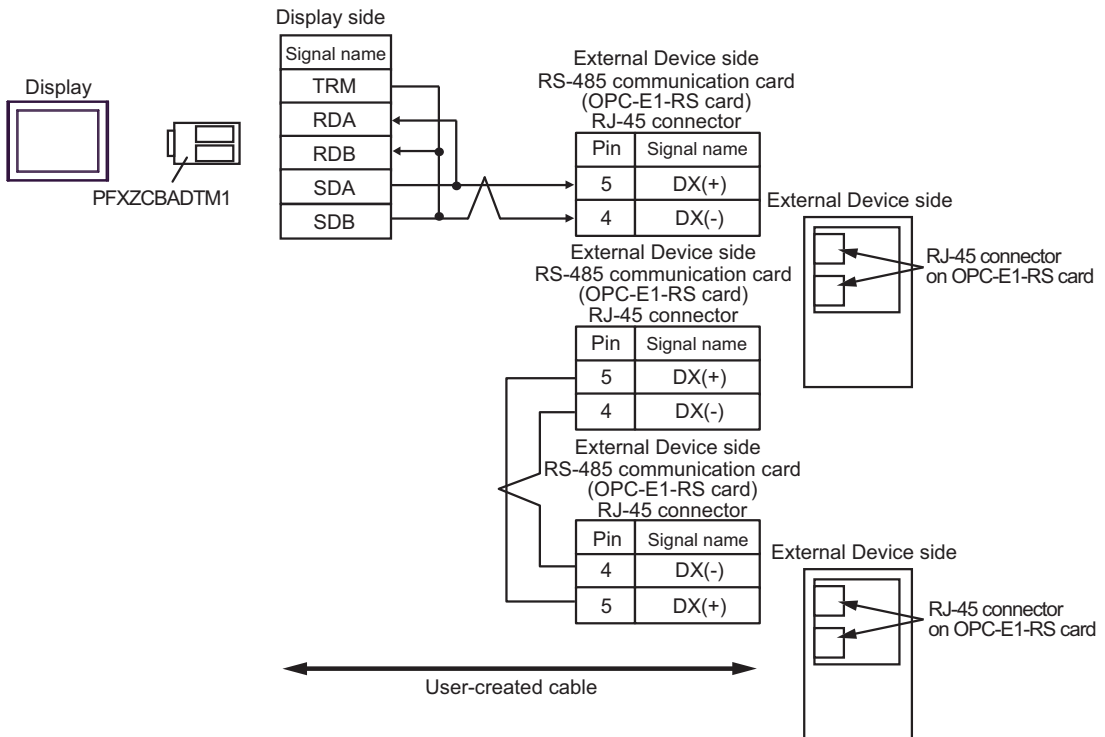 Display
PFXZCBADTM1
Display side
Signal name
TRM
RDA
RDB
SDA
SDB
External Device side
RS-485 communication card
(OPC-E1-RS card)
RJ-45 connector
Pin Signal name
5 DX(+)
4 DX(-)
External Device side
RJ-45 connector
on OPC-E1-RS card
External Device side
RS-485 communication card
(OPC-E1-RS card)
RJ-45 connector
Pin Signal name
5 DX(+)
4 DX(-)
External Device side
RS-485 communication card
(OPC-E1-RS card)
RJ-45 connector
Pin Signal name
4 DX(-)
5 DX(+)
External Device side
RJ-45 connector
on OPC-E1-RS card
User-created cable